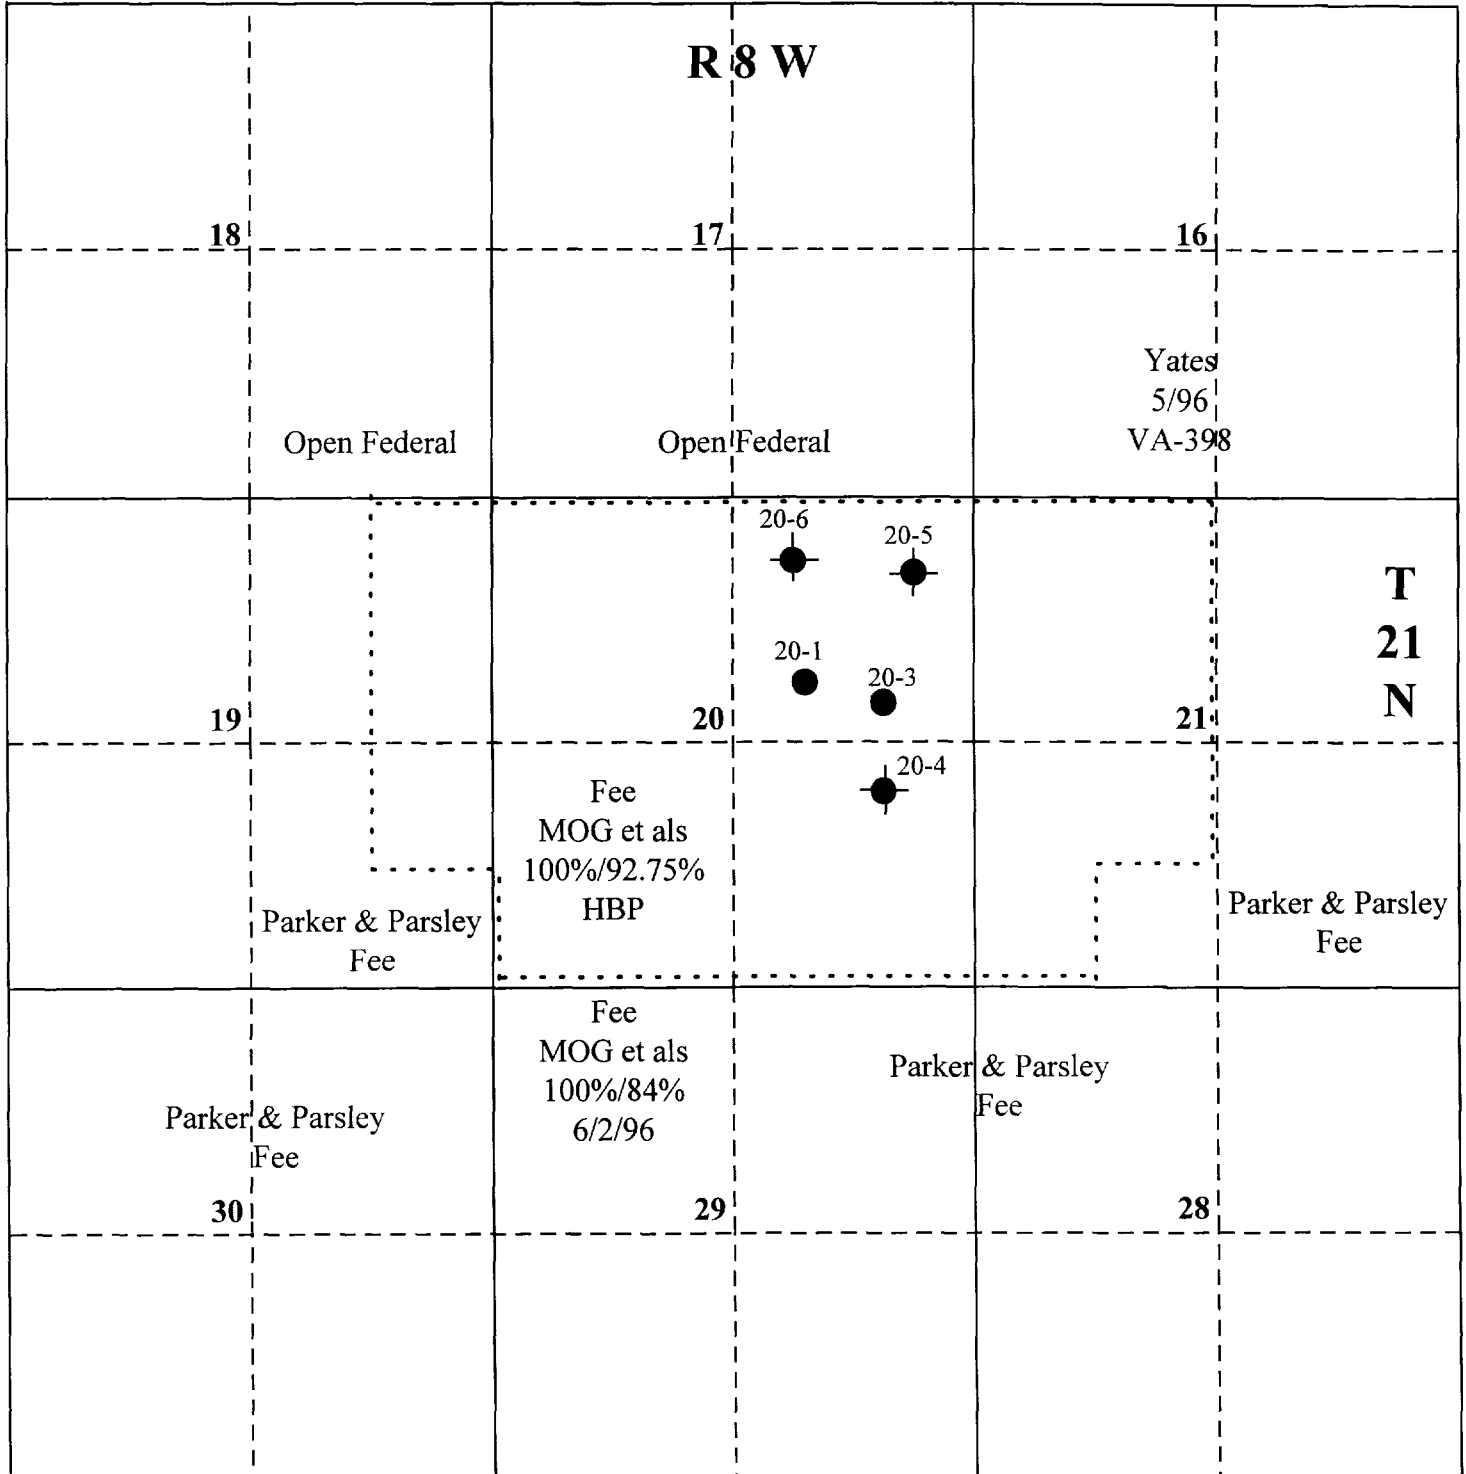 R 8 W
18
17
16
Yates
5/96
VA-398
Open Federal
Open Federal
20-6
20-5
T
21
N
20-1
20-3
19
20
21
20-4
Fee
MOG et als
100%/92.75%
HBP
Parker & Parsley
Fee
Parker & Parsley
Fee
Fee
MOG et als
100%/84%
6/2/96
Parker & Parsley
Fee
Parker & Parsley
Fee
30
29
28